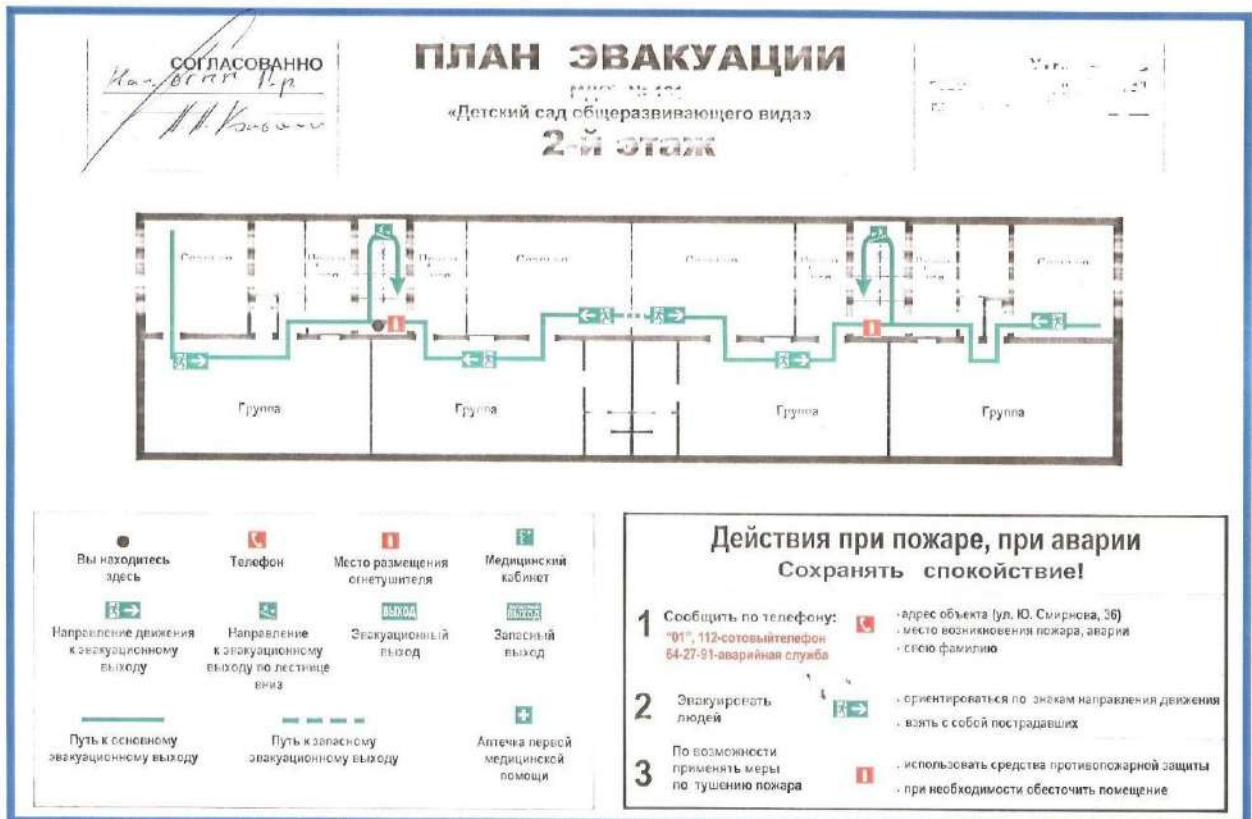 СОГЛАСОВАННО
ПЛАН ЭВАКУАЦИИ
«Детский сад общеразвивающего вида»
2-й этаж
Группа
Группа
Группа
Группа
Вы находитесь
здесь
Телефон
Место размещения
огнетушителя
Медицинский
кабинет
Направление движения
к эвакуационному
выходу
Направление
к эвакуационному
выходу по лестнице
вниз
ВЫХОД
Эвакуационный
выход
ЗАПАСНЫЙ
ВЫХОД
Запасный
выход
Путь к основному
эвакуационному выходу
Путь к запасному
эвакуационному выходу
Аптечка первой
медицинской
помощи
Действия при пожаре, при аварии
Сохранять спокойствие!
1 Сообщить по телефону:
"01", 112-сотовыйтелефон
64-27-91-аварийная служба
- адрес объекта (ул. Ю. Смирнова, 36)
- место возникновения пожара, аварии
- свою фамилию
2 Эвакуировать
людей
- ориентироваться по знакам направления движения
- взять с собой пострадавших
3 По возможности
применять меры
по тушению пожара
- использовать средства противопожарной защиты
- при необходимости обесточить помещение